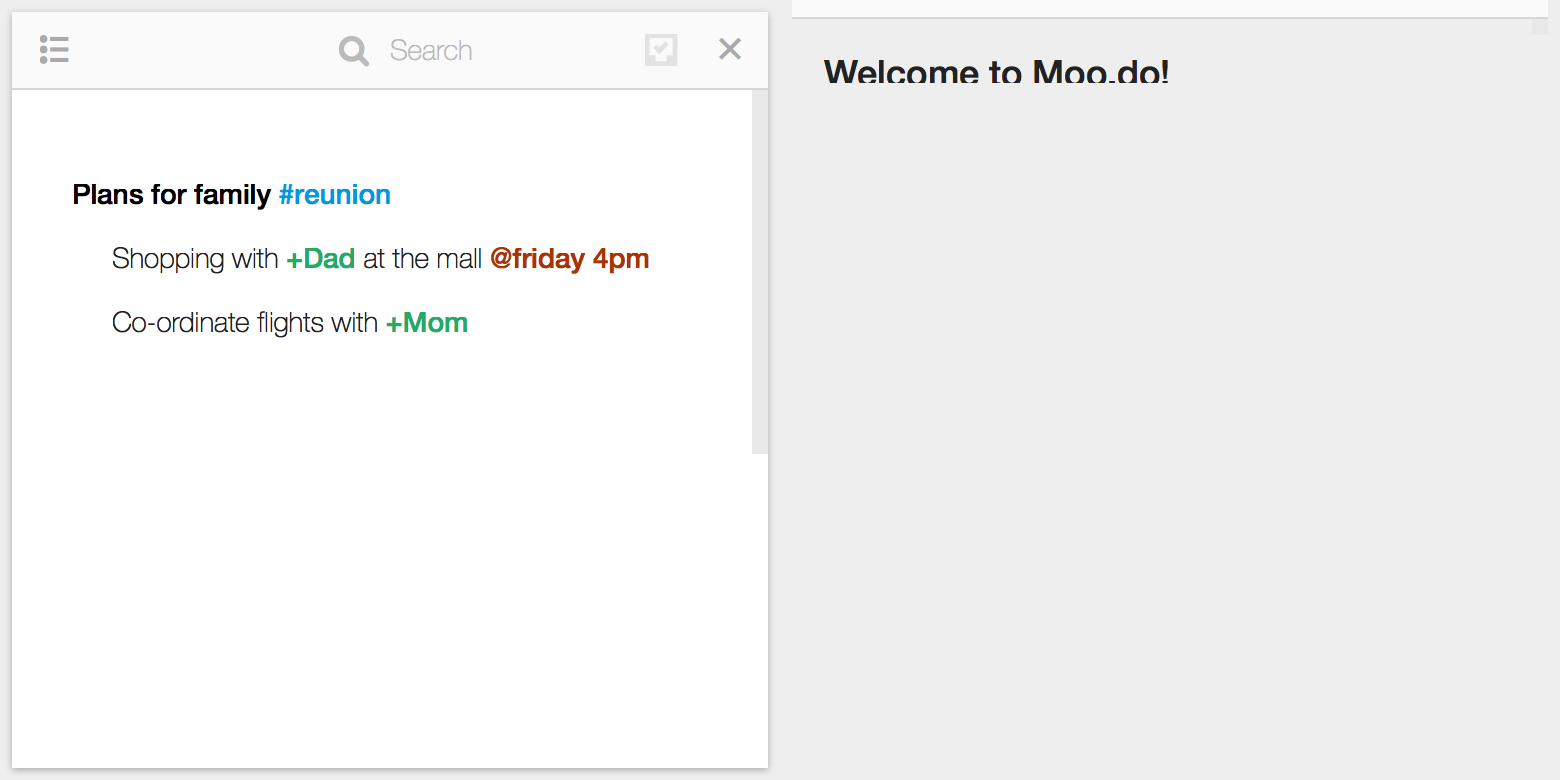 Search
Plans for family #reunion
Shopping with +Dad at the mall @friday 4pm
Co-ordinate flights with +Mom
Welcome to Moo.do!